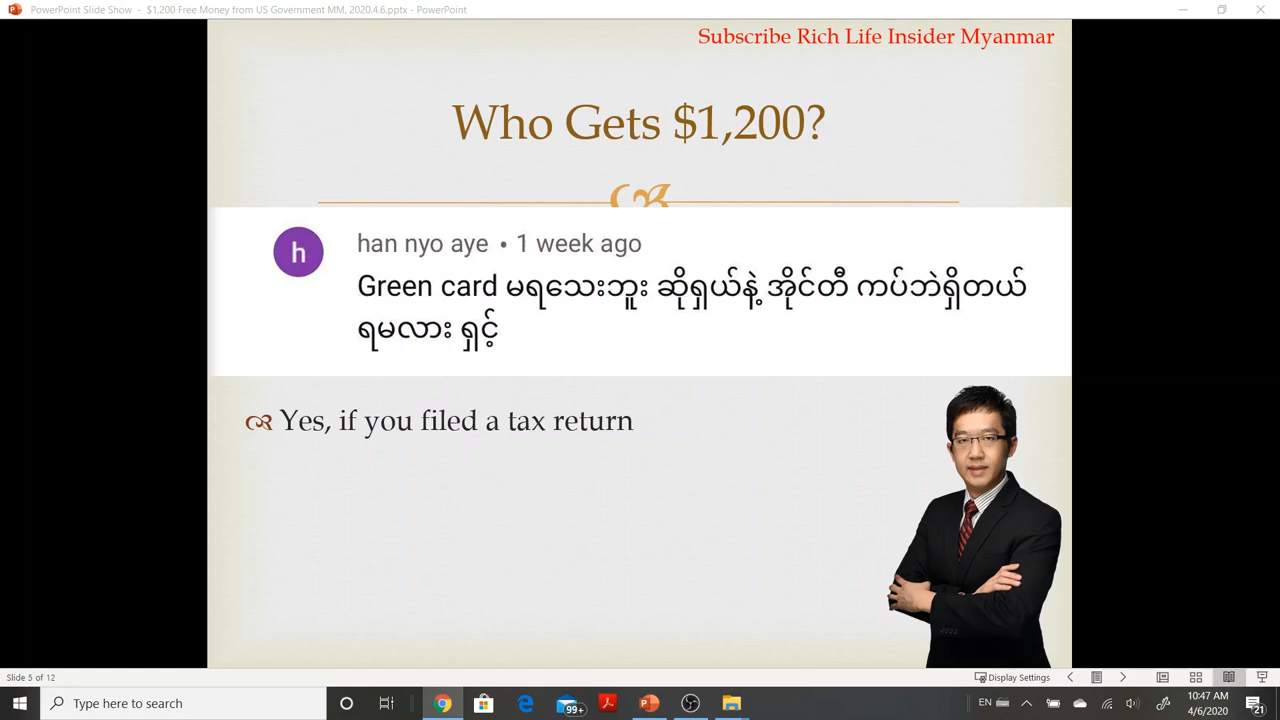 PowerPoint Slide Show - $1,200 Free Money from US Government MM, 2020.4.6.pptx - PowerPoint
Subscribe Rich Life Insider Myanmar
Who Gets $1,200?
h
han nyo aye • 1 week ago
Green card မရသေးဘူး ဆိုရှယ်နဲ့ အိုင်တီ ကပ်ဘဲရှိတယ်
ရမလား ရှင့်
Yes, if you filed a tax return
Slide 5 of 12
Display Settings
Type here to search
99+
ENG
10:47 AM
4/6/2020
21